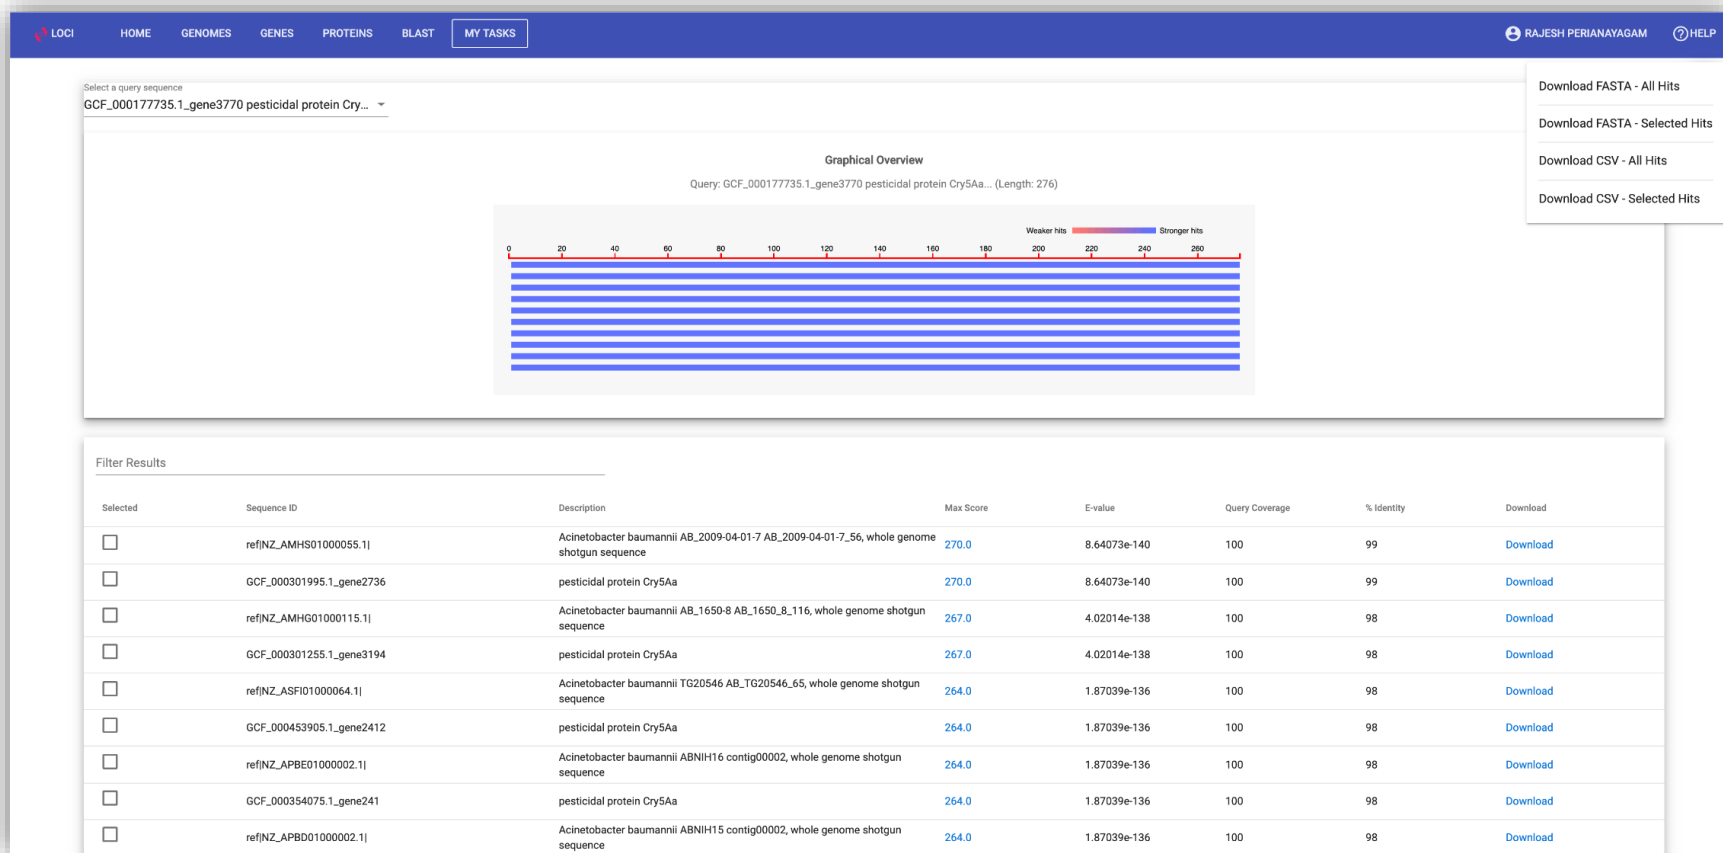 LOCI HOME GENOMES GENES PROTEINS BLAST MY TASKS RAJESH PERIANAYAGAM HELP
Download FASTA - All Hits
Download FASTA - Selected Hits
Download CSV - All Hits
Download CSV - Selected Hits
Select a query sequence
GCF_000177735.1_gene3770 pesticidal protein Cry...
Graphical Overview
Query: GCF_000177735.1_gene3770 pesticidal protein Cry5Aa... (Length: 276)
Weaker hits Stronger hits
0 20 40 60 80 100 120 140 160 180 200 220 240 260
Filter Results
Selected Sequence ID Description Max Score E-value Query Coverage % Identity Download
ref|NZ_AMHS01000055.1| Acinetobacter baumannii AB_2009-04-01-7 AB_2009-04-01-7_56, whole genome 270.0 8.64073e-140 100 99 Download
shotgun sequence
GCF_000301995.1_gene2736 pesticidal protein Cry5Aa 270.0 8.64073e-140 100 99 Download
ref|NZ_AMHG01000115.1| Acinetobacter baumannii AB_1650-8 AB_1650_8_116, whole genome shotgun 267.0 4.02014e-138 100 98 Download
sequence
GCF_000301255.1_gene3194 pesticidal protein Cry5Aa 267.0 4.02014e-138 100 98 Download
ref|NZ_ASFI01000064.1| Acinetobacter baumannii TG20546 AB_TG20546_65, whole genome shotgun 264.0 1.87039e-136 100 98 Download
sequence
GCF_000453905.1_gene2412 pesticidal protein Cry5Aa 264.0 1.87039e-136 100 98 Download
ref|NZ_APBE01000002.1| Acinetobacter baumannii ABNIH16 contig00002, whole genome shotgun 264.0 1.87039e-136 100 98 Download
sequence
GCF_000354075.1_gene241 pesticidal protein Cry5Aa 264.0 1.87039e-136 100 98 Download
ref|NZ_APBD01000002.1| Acinetobacter baumannii ABNIH15 contig00002, whole genome shotgun 264.0 1.87039e-136 100 98 Download
sequence